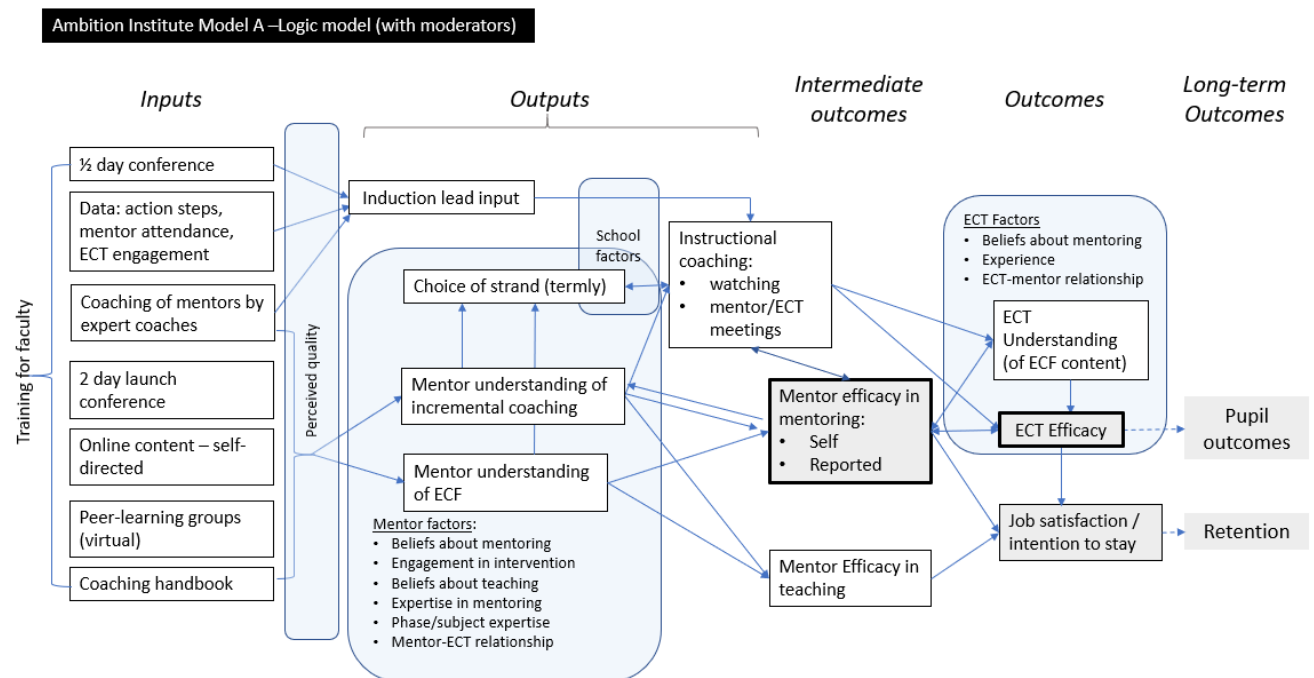 Ambition Institute Model A –Logic model (with moderators)
Inputs
Outputs
Intermediate
outcomes
Outcomes
Long-term
Outcomes
Training for faculty
½ day conference
Data: action steps,
mentor attendance,
ECT engagement
Coaching of mentors by
expert coaches
2 day launch
conference
Online content – self-
directed
Peer-learning groups
(virtual)
Coaching handbook
Perceived quality
Induction lead input
School
factors
Choice of strand (termly)
Mentor understanding of
incremental coaching
Mentor understanding
of ECF
Mentor factors:
• Beliefs about mentoring
• Engagement in intervention
• Beliefs about teaching
• Expertise in mentoring
• Phase/subject expertise
• Mentor-ECT relationship
Instructional
coaching:
• watching
• mentor/ECT
meetings
Mentor efficacy in
mentoring:
• Self
• Reported
Mentor Efficacy in
teaching
ECT Factors
• Beliefs about mentoring
• Experience
• ECT-mentor relationship
ECT
Understanding
(of ECF content)
ECT Efficacy
Job satisfaction /
intention to stay
Pupil
outcomes
Retention